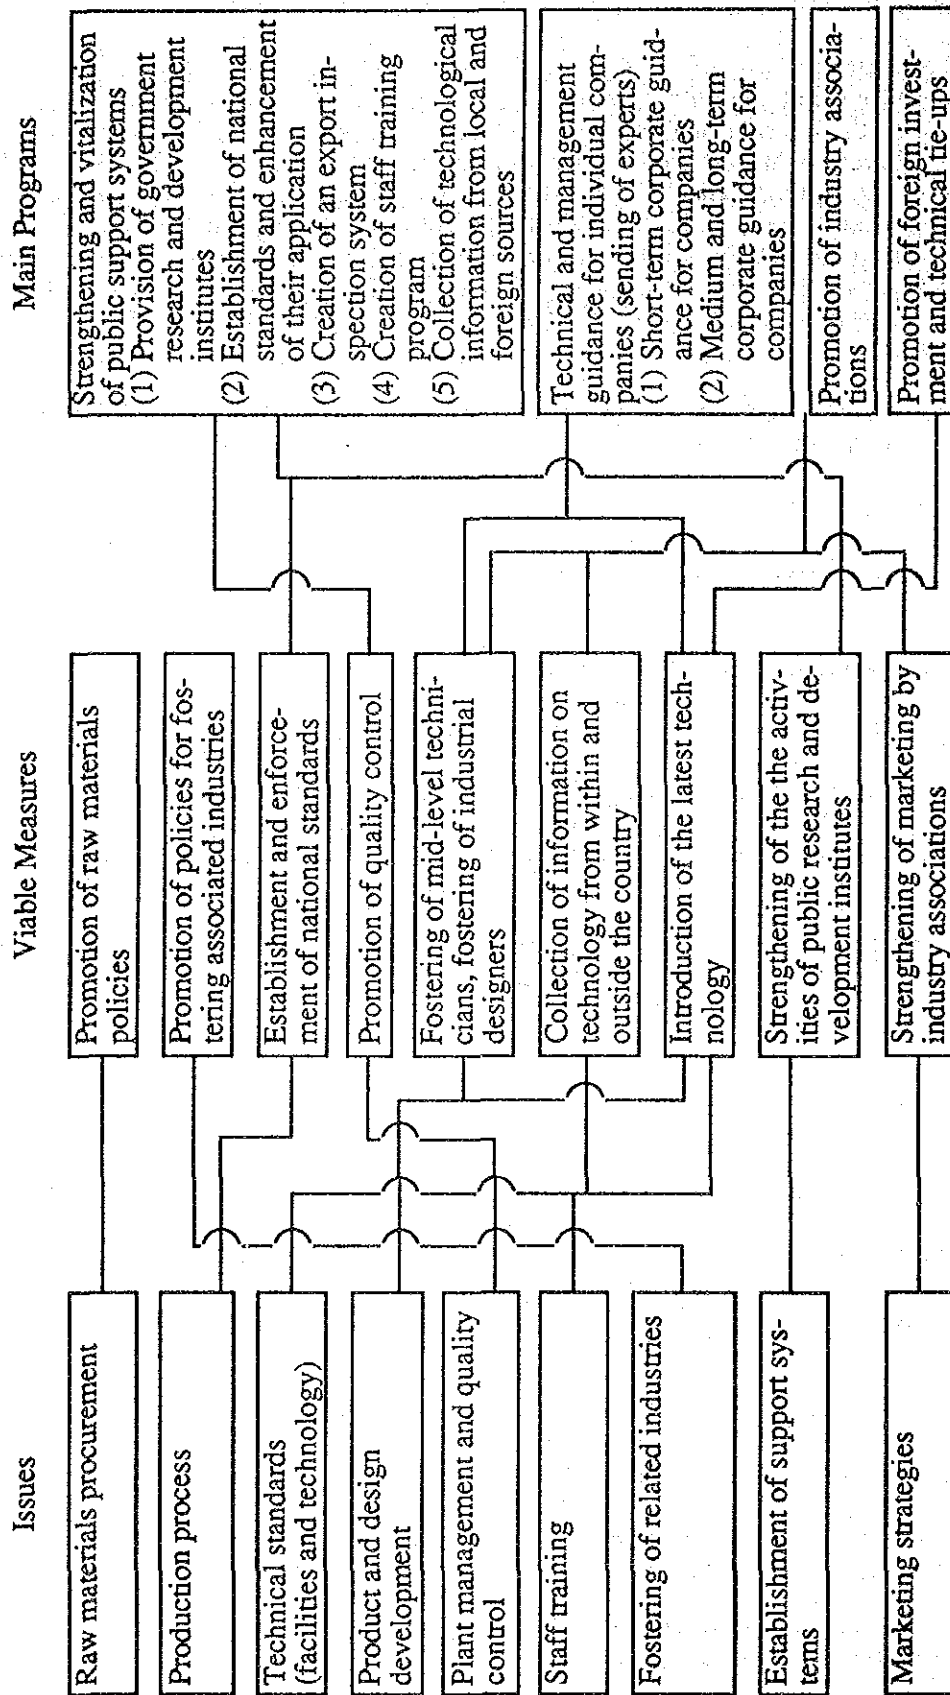 Issues
Raw materials procurement
Production process
Technical standards
(facilities and technology)
Product and design
development
Plant management and quality
control
Staff training
Fostering of related industries
Establishment of support sys-
tems
Marketing strategies
Viable Measures
Promotion of raw materials
policies
Promotion of policies for fos-
tering associated industries
Establishment and enforce-
ment of national standards
Promotion of quality control
Fostering of mid-level techni-
cians, fostering of industrial
designers
Collection of information on
technology from within and
outside the country
Introduction of the latest tech-
nology
Strengthening of the the activ-
ities of public research and de-
velopment institutes
Strengthening of marketing by
industry associations
Main Programs
Strengthening and vitalization
of public support systems
(1) Provision of government
research and development
institutes
(2) Establishment of national
standards and enhancement
of their application
(3) Creation of an export in-
spection system
(4) Creation of staff training
program
(5) Collection of technological
information from local and
foreign sources
Technical and management
guidance for individual com-
panies (sending of experts)
(1) Short-term corporate guid-
ance for companies
(2) Medium and long-term
corporate guidance for
companies
Promotion of industry associa-
tions
Promotion of foreign invest-
ment and technical tie-ups